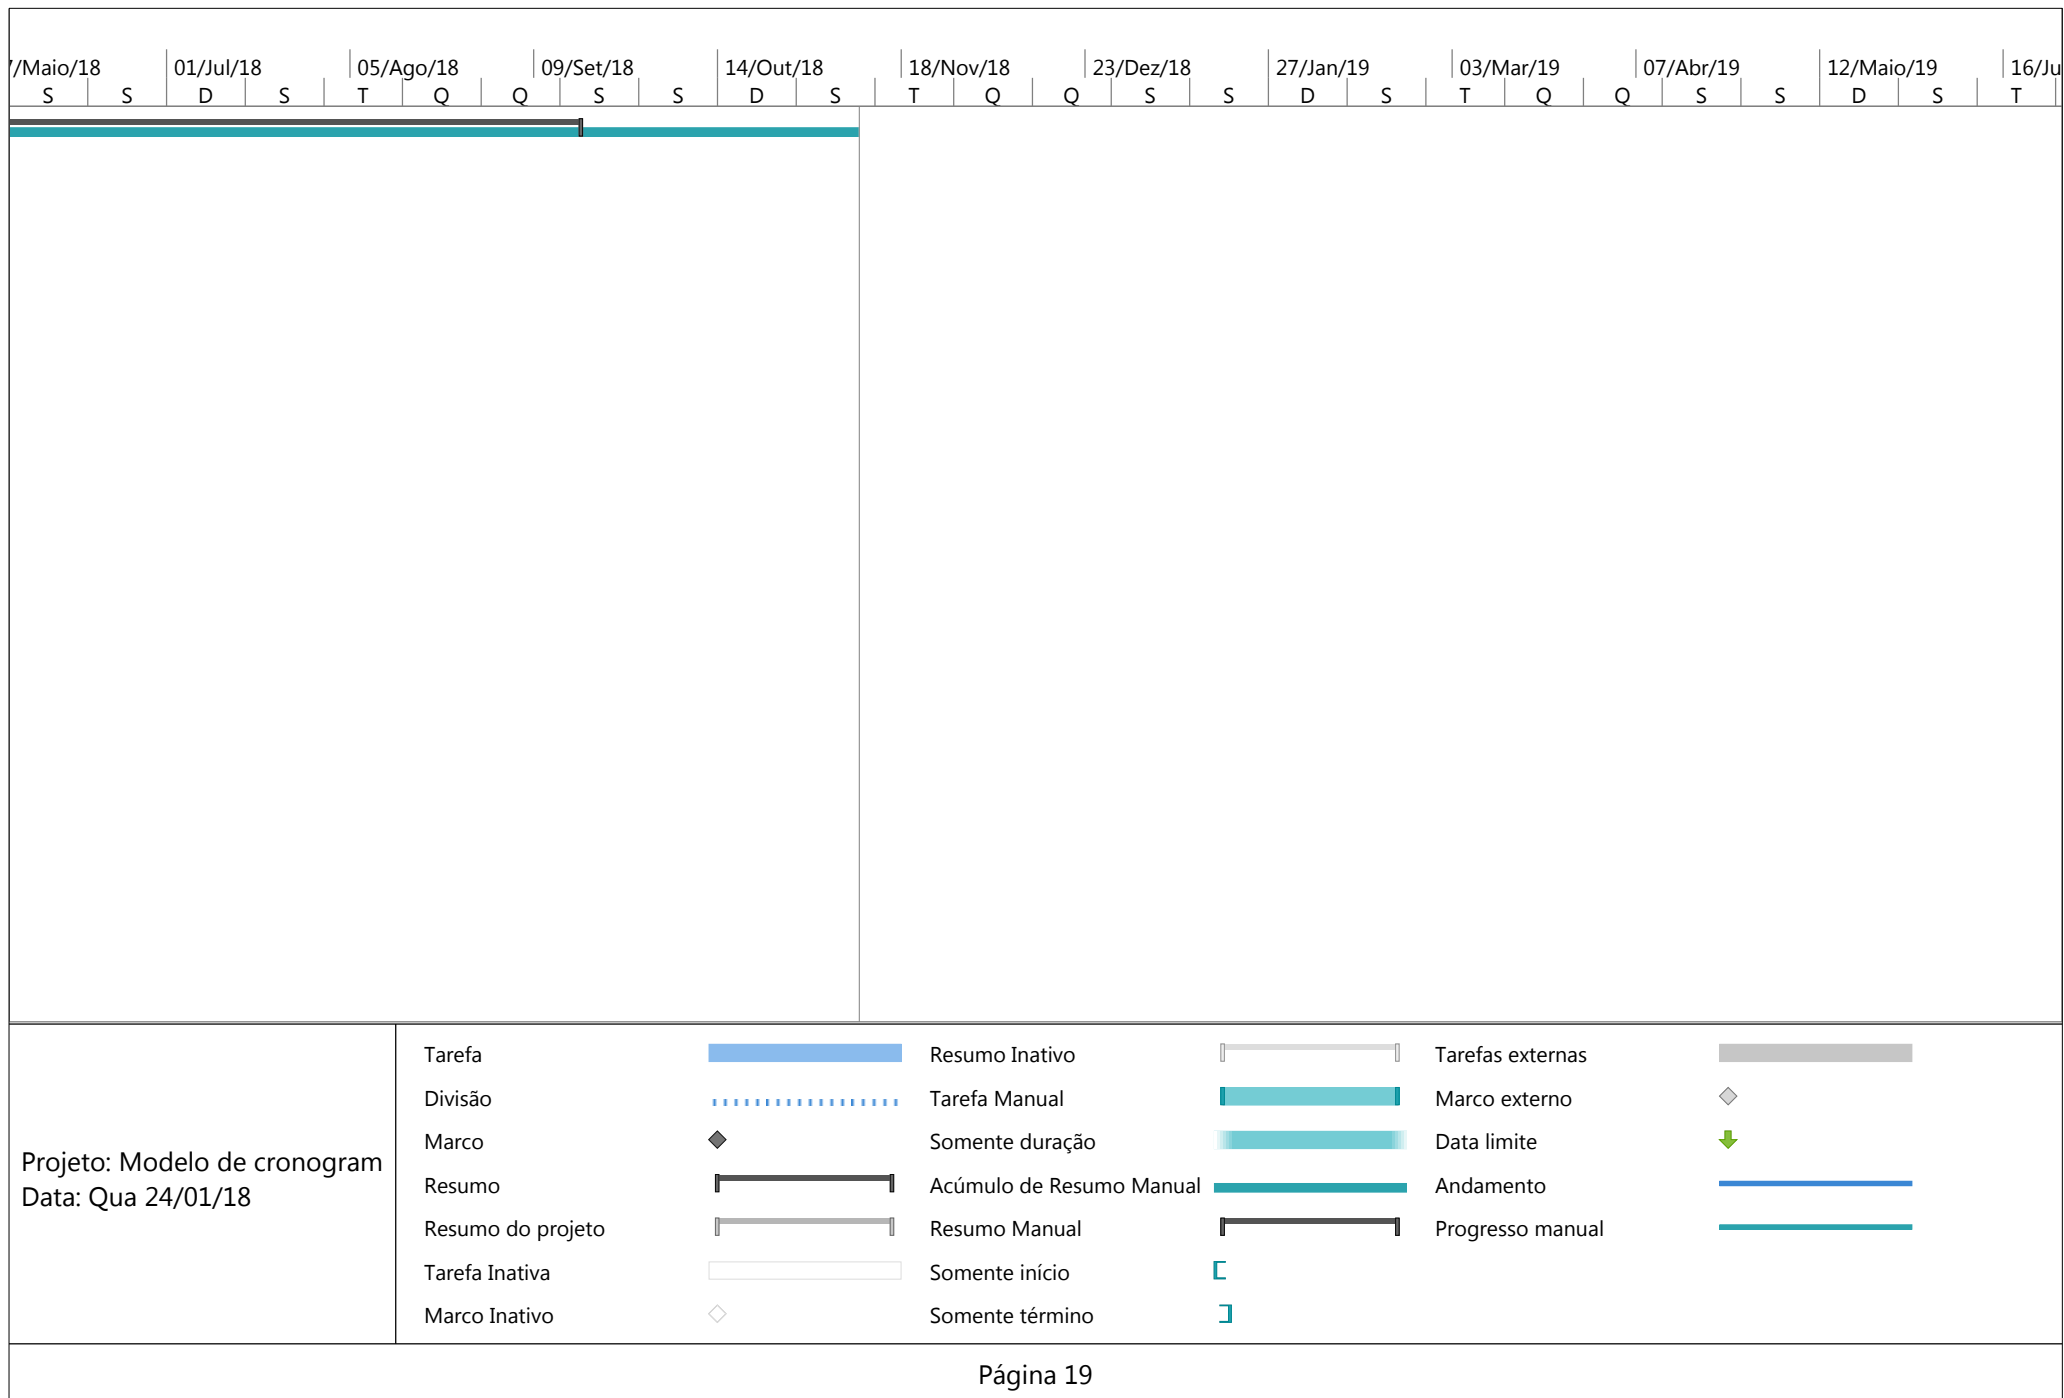 /Maio/18 01/Jul/18 05/Ago/18 09/Set/18 14/Out/18 18/Nov/18 23/Dez/18 27/Jan/19 03/Mar/19 07/Abr/19 12/Maio/19 16/Ju
S S D S T Q Q S S D S T Q Q S S D S T Q Q S S D S T
Projeto: Modelo de cronogram
Data: Qua 24/01/18
Tarefa
Divisão
Marco
Resumo
Resumo do projeto
Tarefa Inativa
Marco Inativo
Resumo Inativo
Tarefa Manual
Somente duração
Acúmulo de Resumo Manual
Resumo Manual
Somente início
Somente término
Tarefas externas
Marco externo
Data limite
Andamento
Progresso manual
Página 19